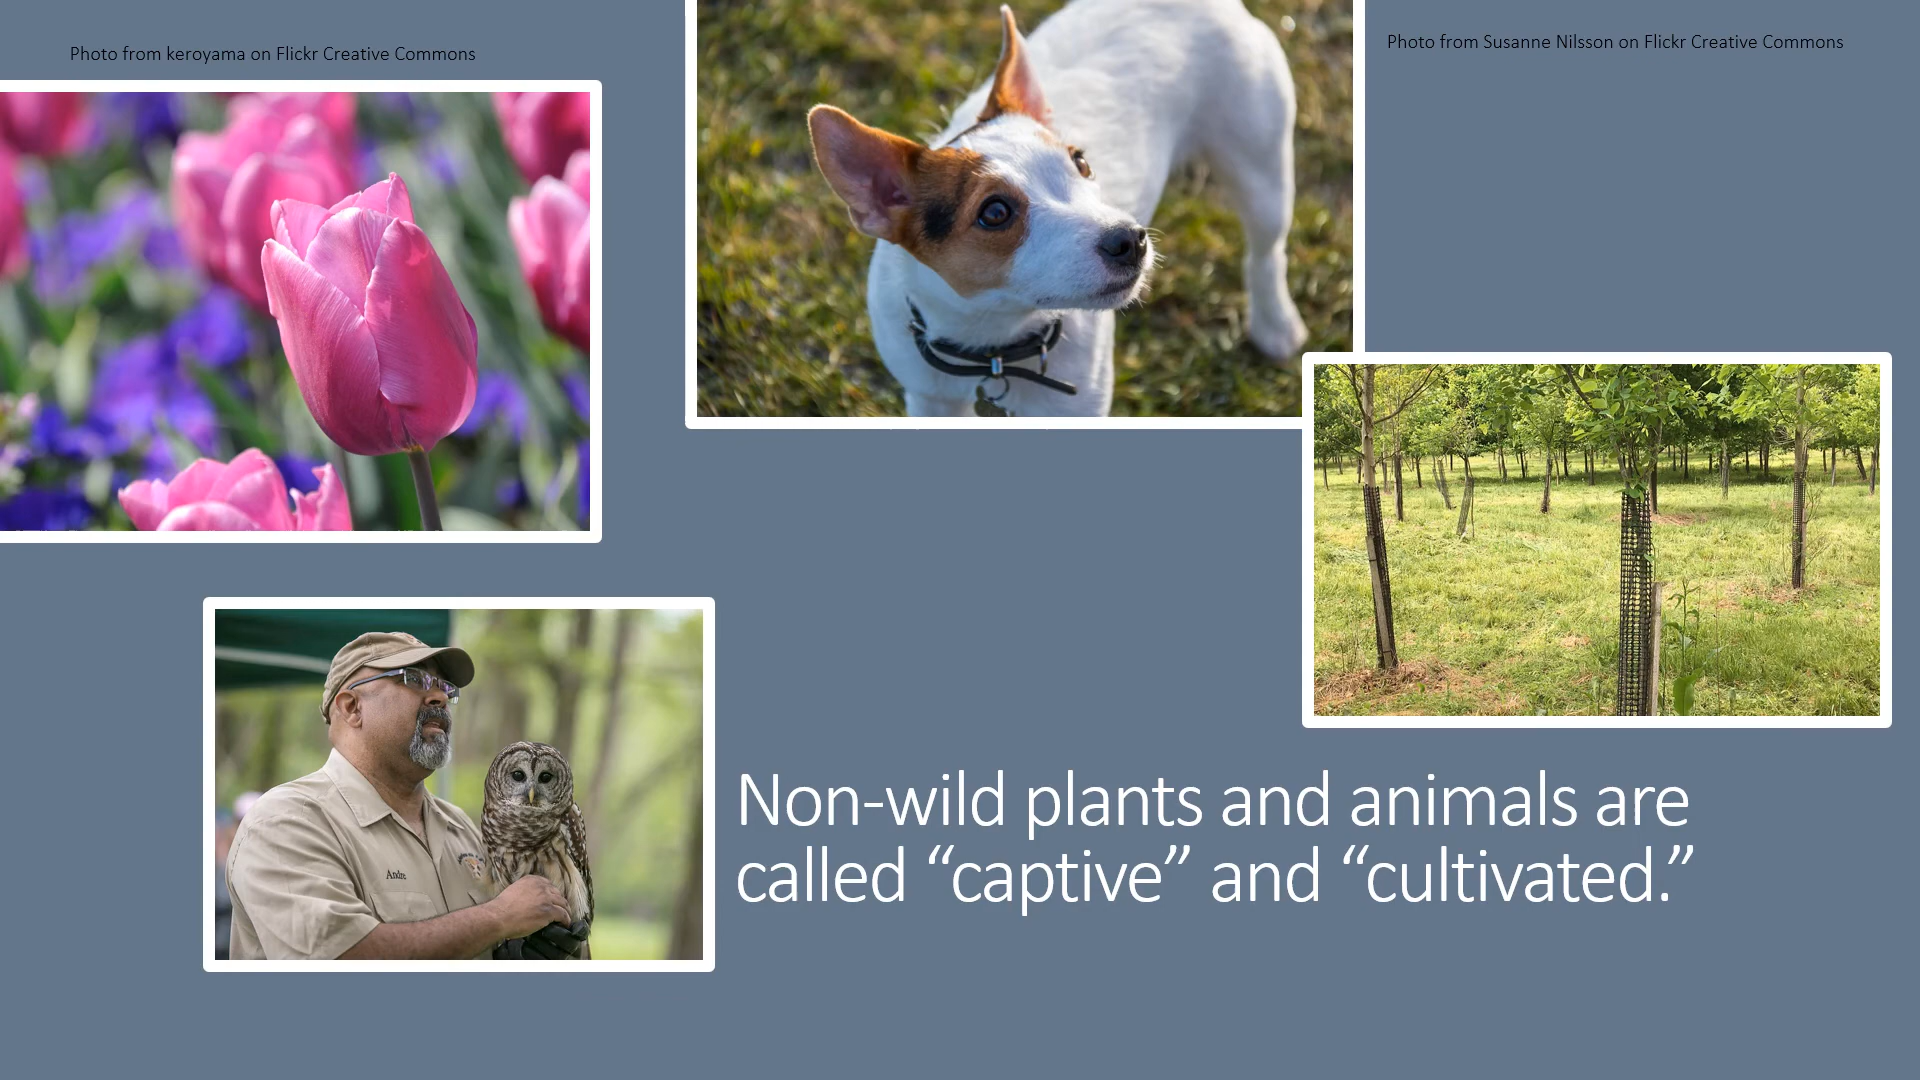 Photo from keroyama on Flickr Creative Commons
Photo from Susanne Nilsson on Flickr Creative Commons
Andre
Non-wild plants and animals are
called “captive” and “cultivated.”